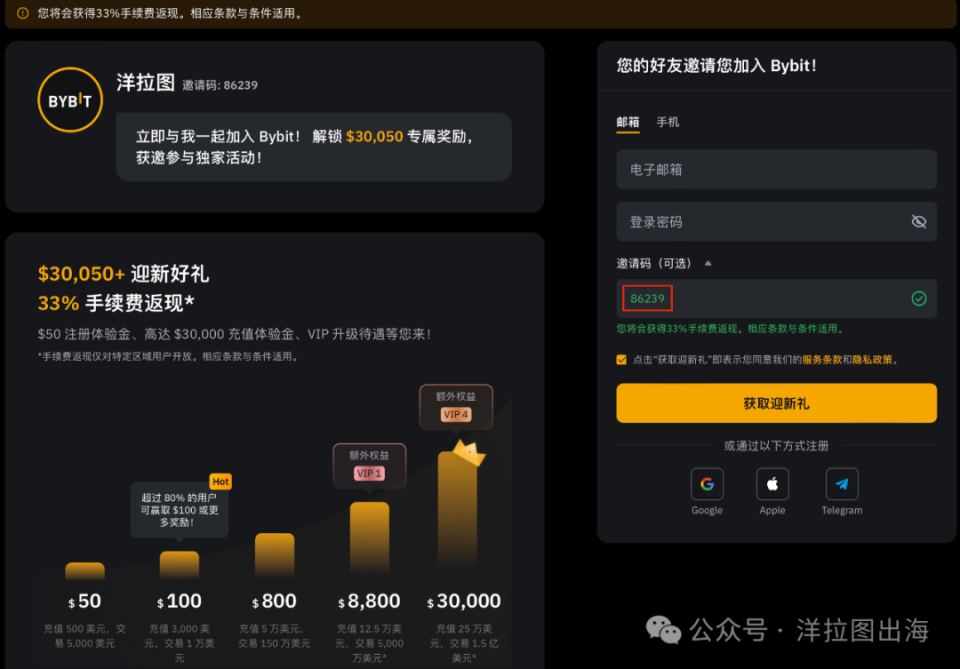 您将会获得33%手续费返现。相应条款与条件适用。
BYBIT
洋拉图 邀请码: 86239
立即与我一起加入 Bybit! 解锁 $30,050 专属奖励,
获邀参与独家活动!
$30,050+ 迎新好礼
33% 手续费返现*
$50 注册体验金、高达 $30,000 充值体验金、VIP 升级待遇等您来!
*手续费返现仅对特定区域用户开放。相应条款与条件适用。
额外权益
VIP 4
额外权益
VIP 1
Hot
超过 80% 的用户
可赢取 $100 或更
多奖励!
$50
充值 500 美元、交
易 5,000 美元
$100
充值 3,000 美
元、交易 1 万美
元
$800
充值 5 万美元、
交易 150 万美元
$8,800
充值 12.5 万美
元、交易 5,000
万美元*
$30,000
充值 25 万美
元、交易 1.5 亿
美元*
您的好友邀请您加入 Bybit!
邮箱 手机
电子邮箱
登录密码
邀请码（可选）
86239
您将会获得33%手续费返现。相应条款与条件适用。
点击“获取迎新礼”即表示您同意我们的服务条款和隐私政策。
获取迎新礼
或通过以下方式注册
Google Apple Telegram
公众号 · 洋拉图出海